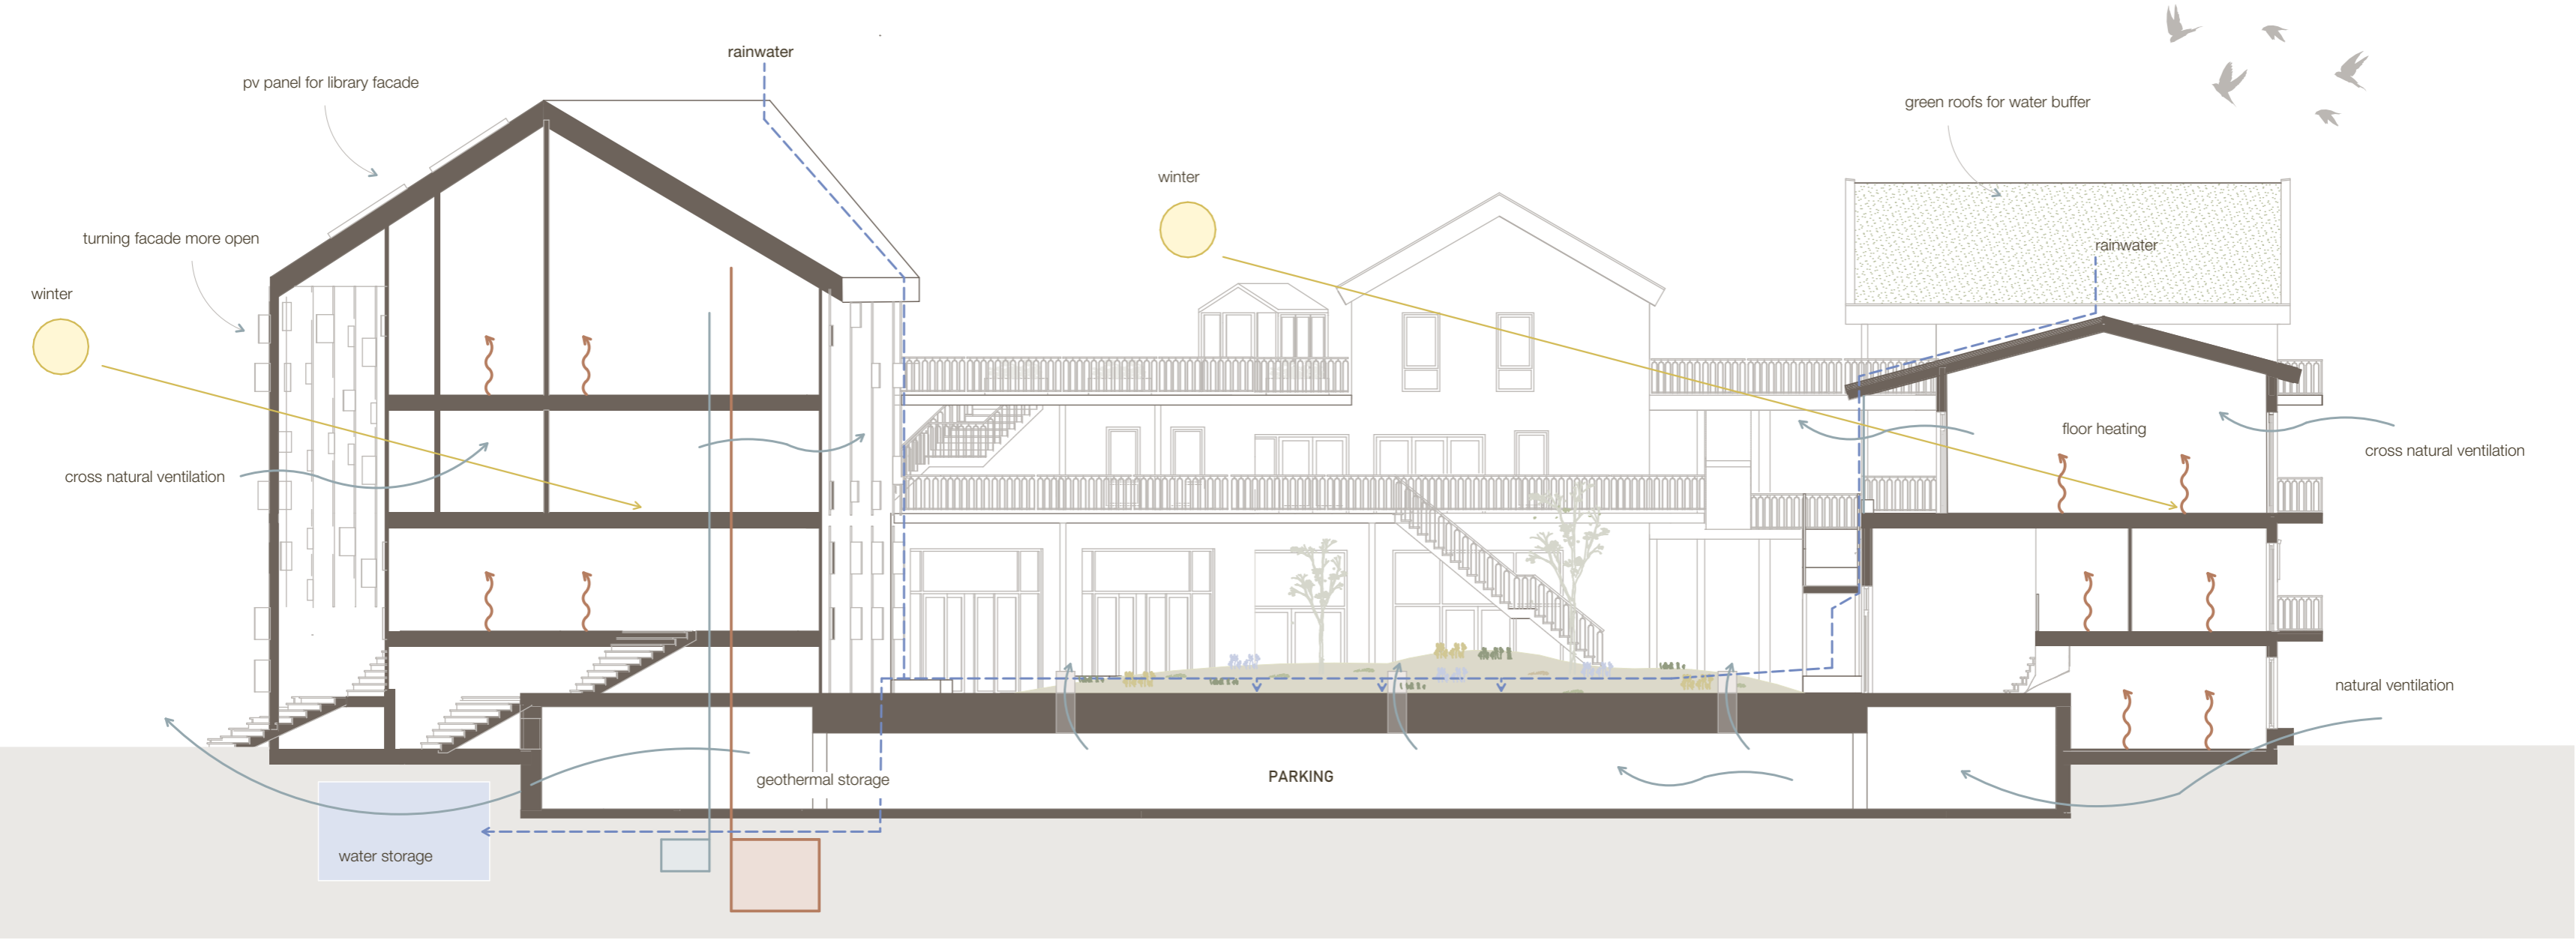 rainwater
pv panel for library facade
green roofs for water buffer
winter
turning facade more open
rainwater
winter
floor heating
cross natural ventilation
cross natural ventilation
natural ventilation
geothermal storage
PARKING
water storage